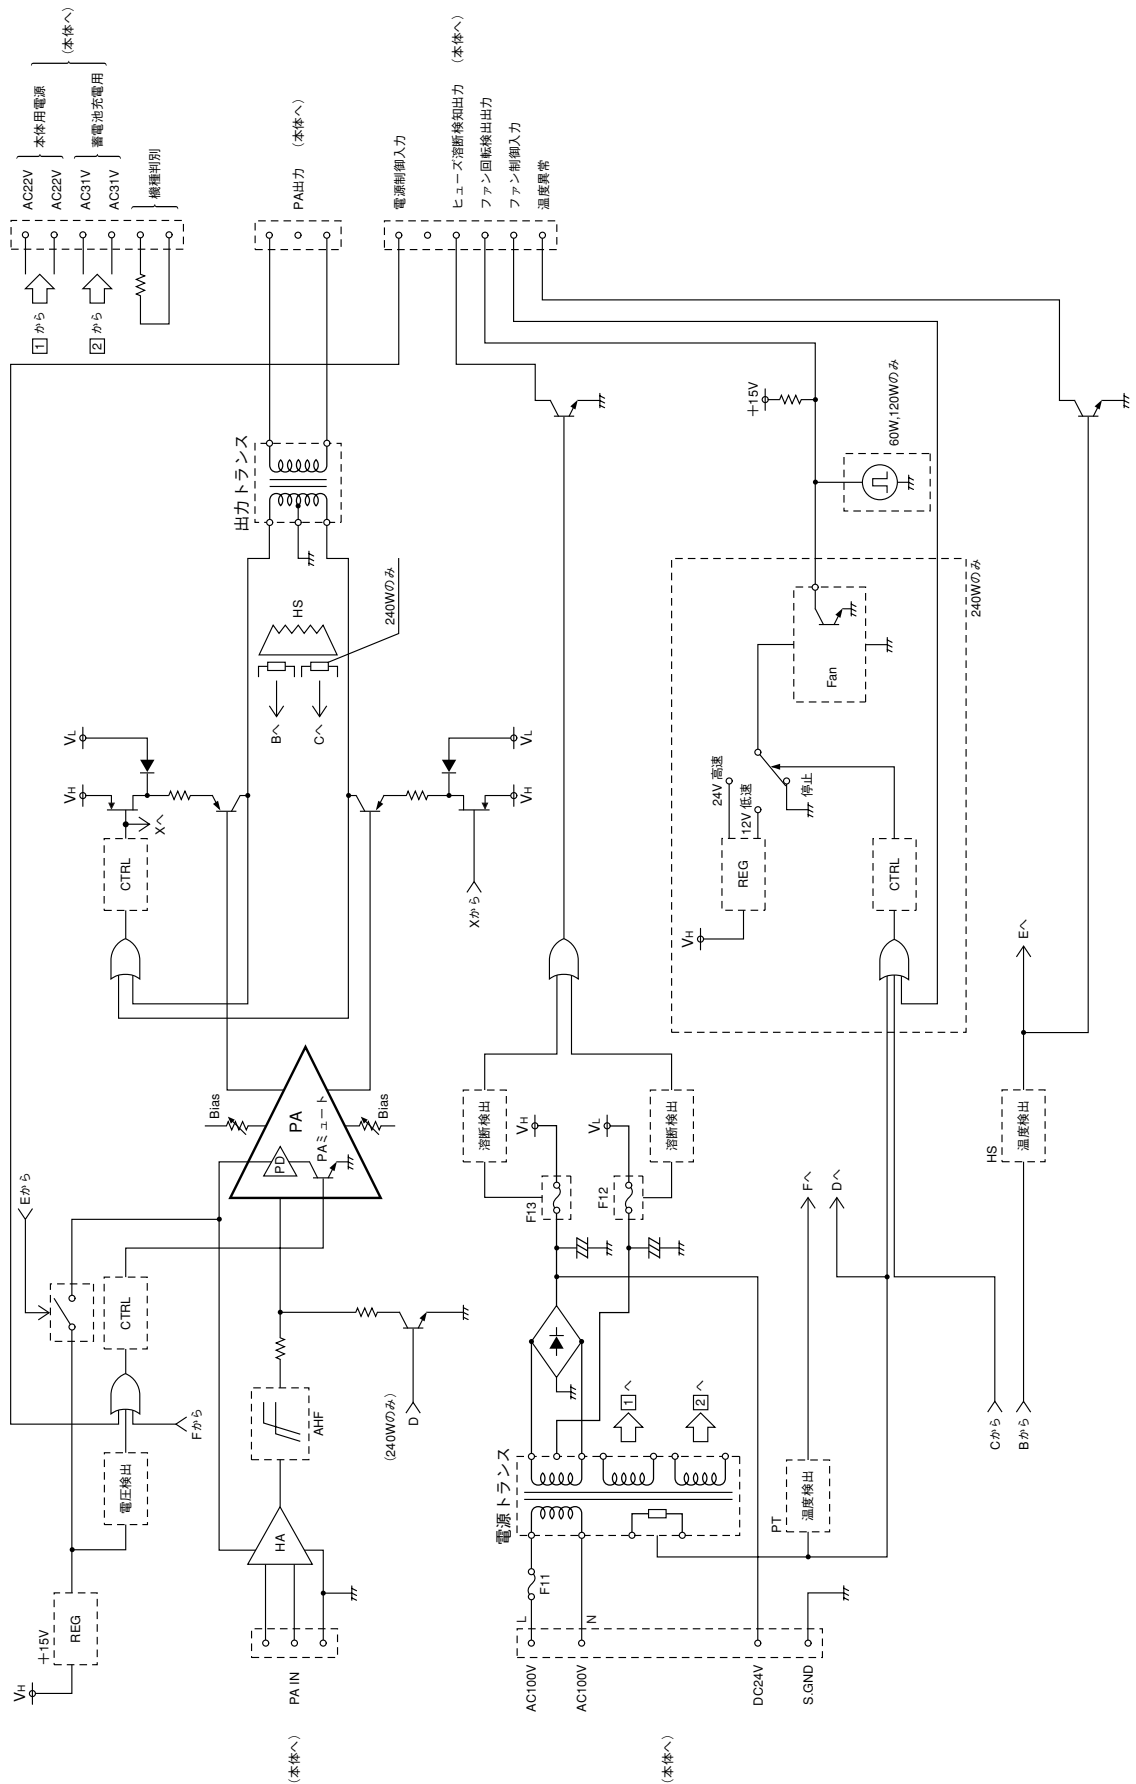 AC22V
AC22V
本体用電源
AC31V
AC31V
蓄電池充電用
(本体へ)
機種判別
1 から
2 から
PA出力
(本体へ)
電源制御入力
ヒューズ溶断検知出力
ファン回転検出出力
ファン制御入力
温度異常
(本体へ)
出力トランス
HS
240Wのみ
Bへ
Cへ
VL
VH
Xへ
CTRL
VL
VH
Xから
+15V
60W,120Wのみ
240Wのみ
Fan
24V 高速
12V 低速
停止
REG
VH
CTRL
Eへ
Bias
PA
PAミュート
PD
Bias
溶断検出
VH
VL
溶断検出
F13
F12
HS
温度検出
Eから
Fへ
Dへ
CTRL
Fから
電圧検出
+15V
REG
VH
AHF
(240Wのみ)
D
HA
PA IN
(本体へ)
1 へ
2 へ
電源トランス
F11
L
N
AC100V
AC100V
DC24V
S.GND
(本体へ)
PT
温度検出
Cから
Bから